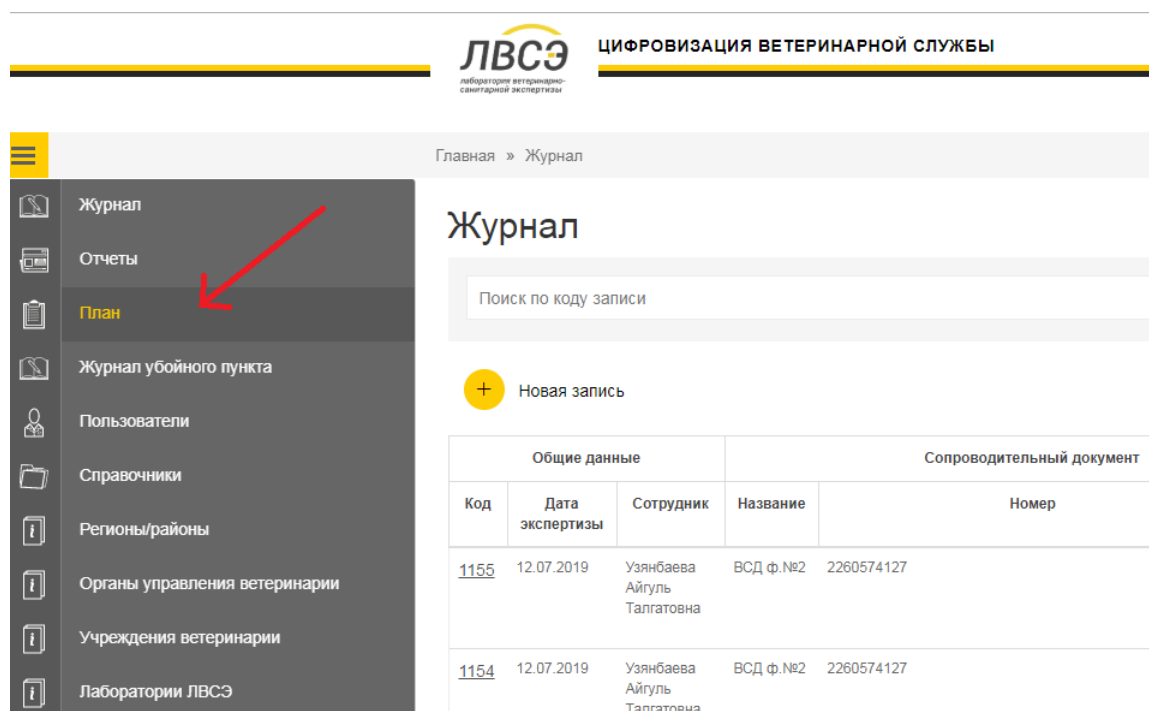 ЛВСЭ
лаборатория ветеринарно-
санитарной экспертизы
ЦИФРОВИЗАЦИЯ ВЕТЕРИНАРНОЙ СЛУЖБЫ
Главная » Журнал
Журнал
Отчеты
План
Журнал убойного пункта
Пользователи
Справочники
Регионы/районы
Органы управления ветеринарии
Учреждения ветеринарии
Лаборатории ЛВСЭ
Журнал
Поиск по коду записи
+ Новая запись
Общие данные Сопроводительный документ
Код Дата экспертизы Сотрудник Название Номер
1155 12.07.2019 Узянбаева Айгуль Талгатовна ВСД ф.№2 2260574127
1154 12.07.2019 Узянбаева Айгуль Талгатовна ВСД ф.№2 2260574127